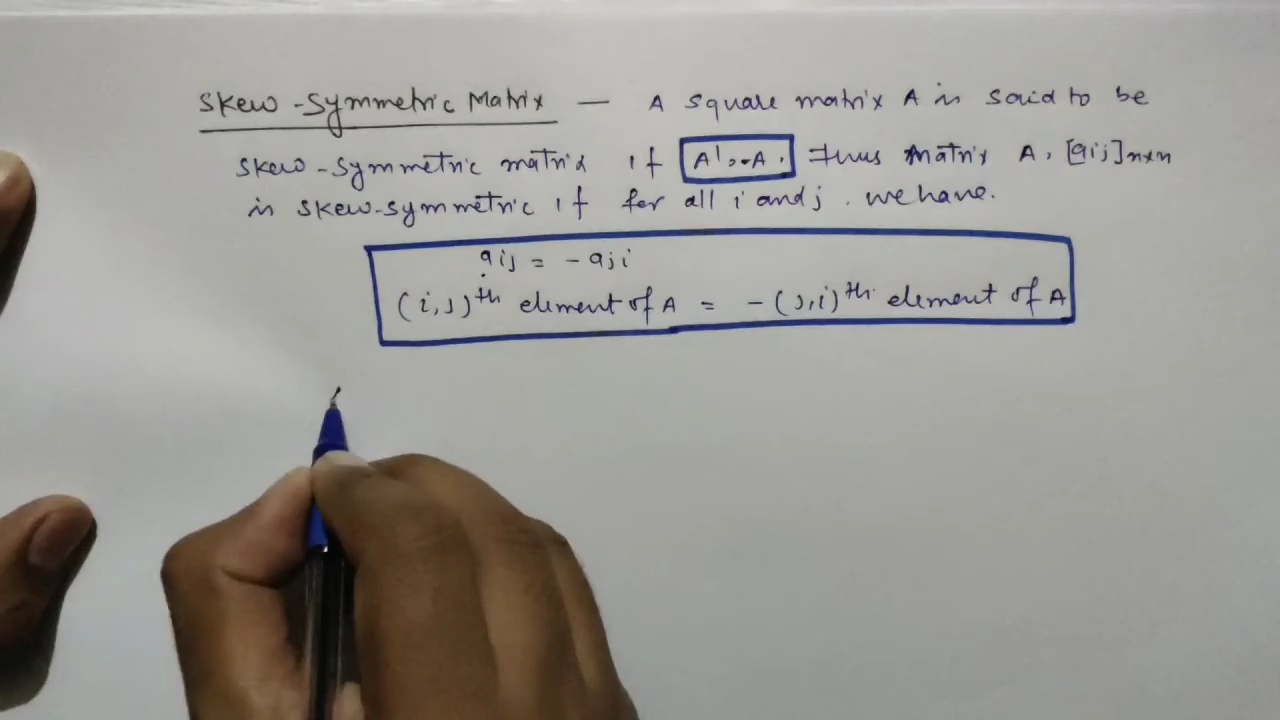 Skew-Symmetric Matrix — A square matrix A is said to be
skew-symmetric matrix if A' = -A. Thus matrix A = [aij]n×n
is skew-symmetric if for all i and j. we have.
aij = - aji
(i,j)th element of A = - (j,i)th element of A